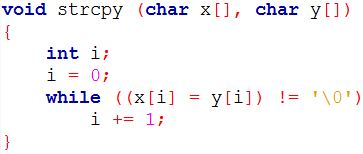 void strcpy (char x[], char y[])
{
    int i;
    i = 0;
    while ((x[i] = y[i]) != '\0')
        i += 1;
}